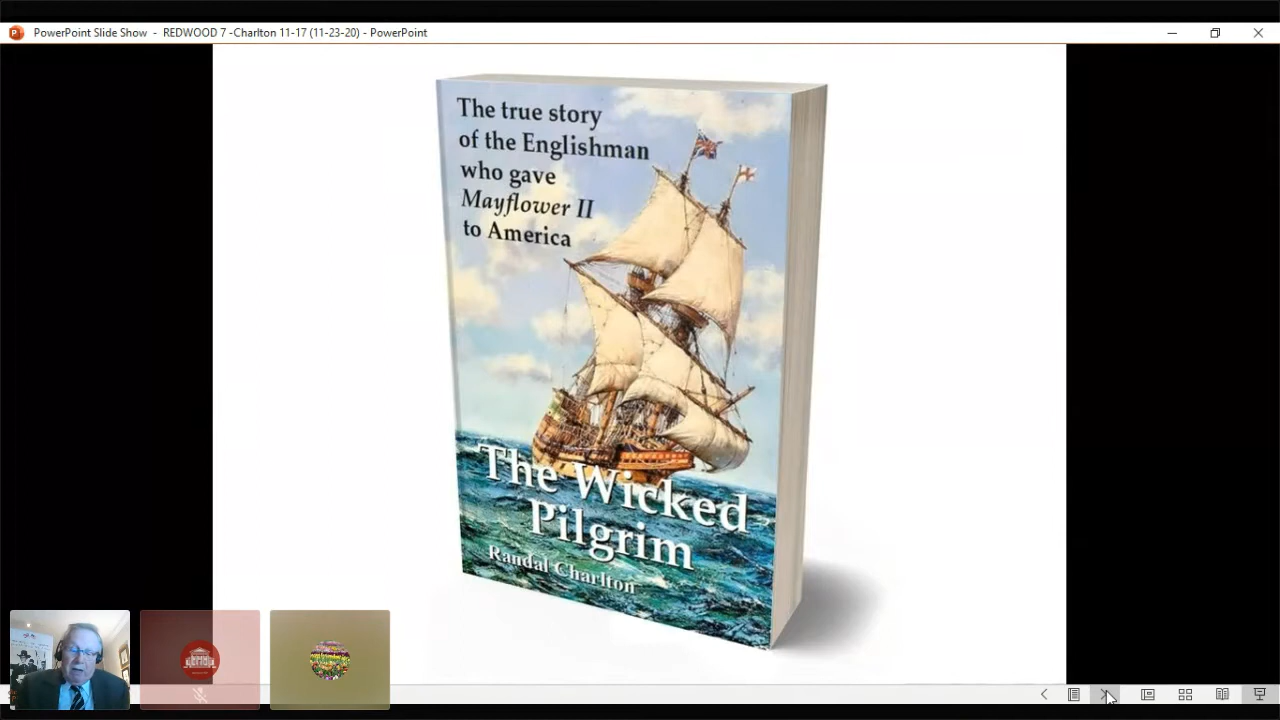 PowerPoint Slide Show - REDWOOD 7 -Charlton 11-17 (11-23-20) - PowerPoint
The true story
of the Englishman
who gave
Mayflower II
to America
The Wicked
Pilgrim
Randal Charlton